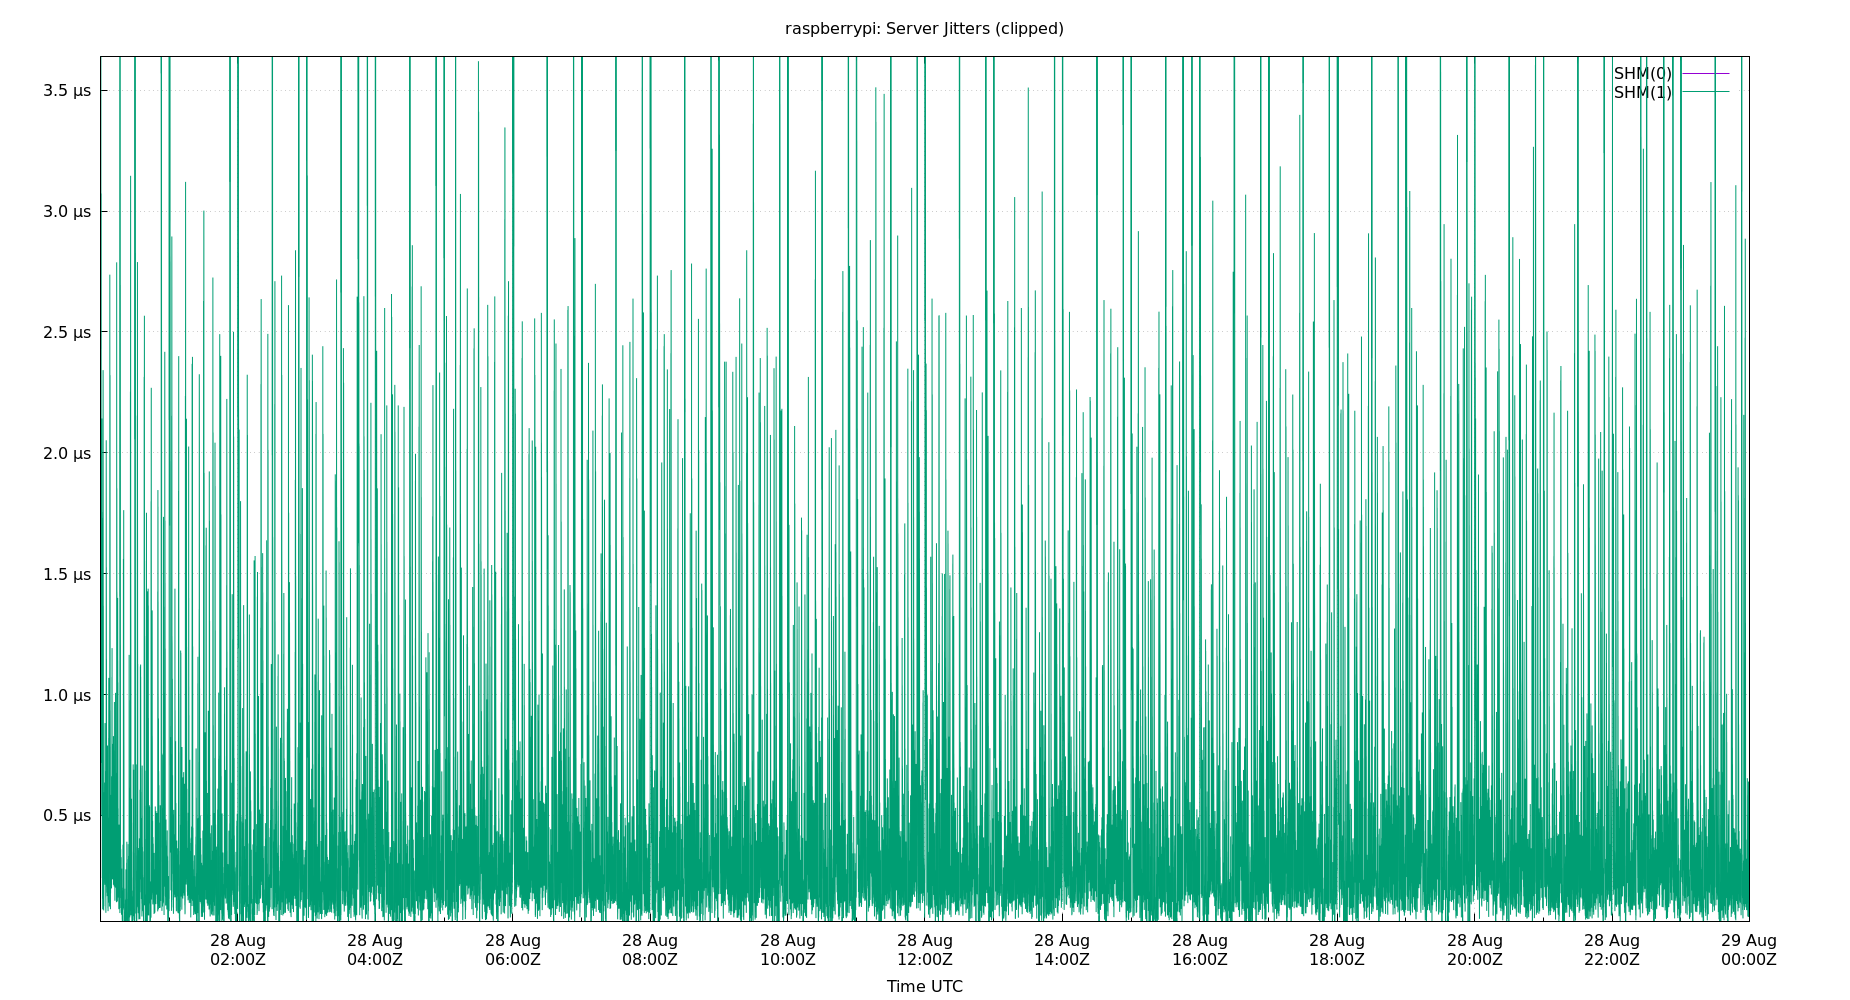 raspberrypi: Server Jitters (clipped)
SHM(0)
SHM(1)
3.5 µs
3.0 µs
2.5 µs
2.0 µs
1.5 µs
1.0 µs
0.5 µs
28 Aug 28 Aug 28 Aug 28 Aug 28 Aug 28 Aug 28 Aug 28 Aug 28 Aug 28 Aug 28 Aug 29 Aug
02:00Z 04:00Z 06:00Z 08:00Z 10:00Z 12:00Z 14:00Z 16:00Z 18:00Z 20:00Z 22:00Z 00:00Z
Time UTC